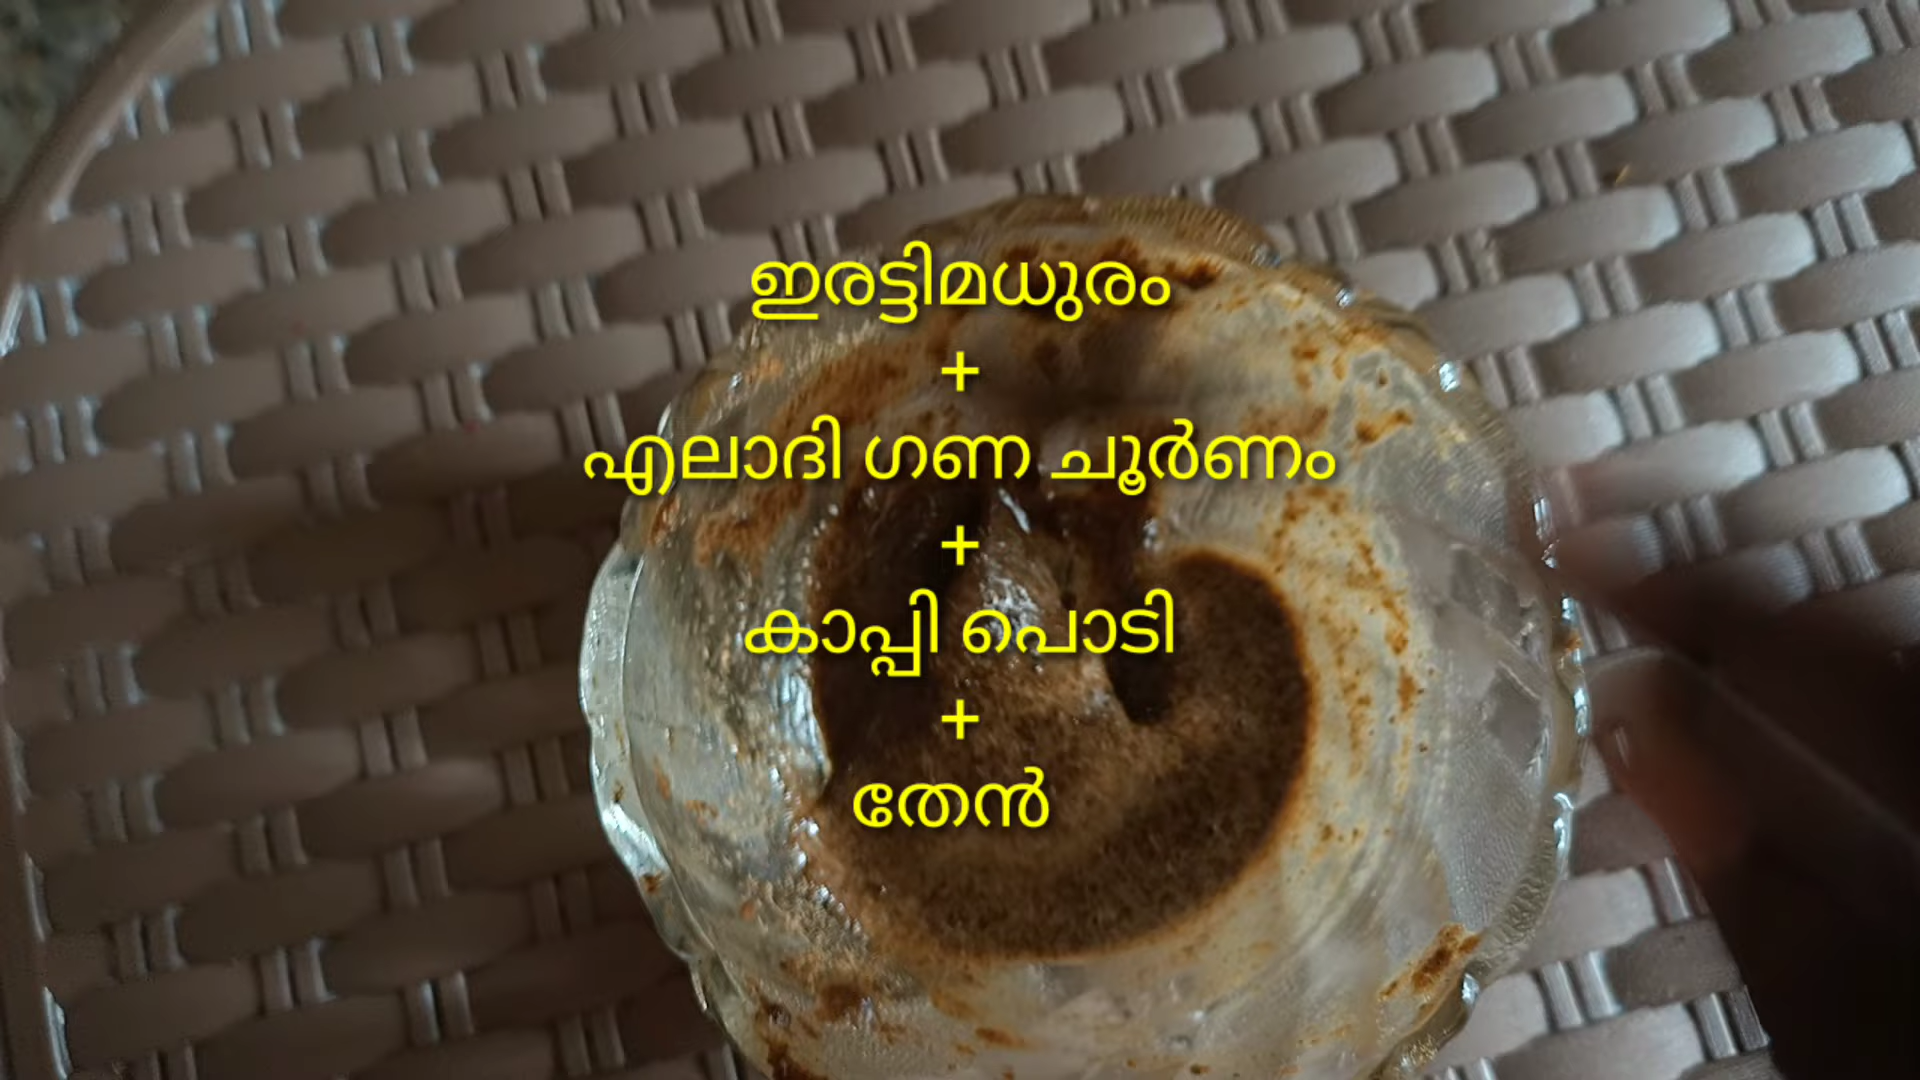 ഇരട്ടിമധുരം
+
എലാദി ഗണ ചൂർണം
+
കാപ്പി പൊടി
+
തേൻ